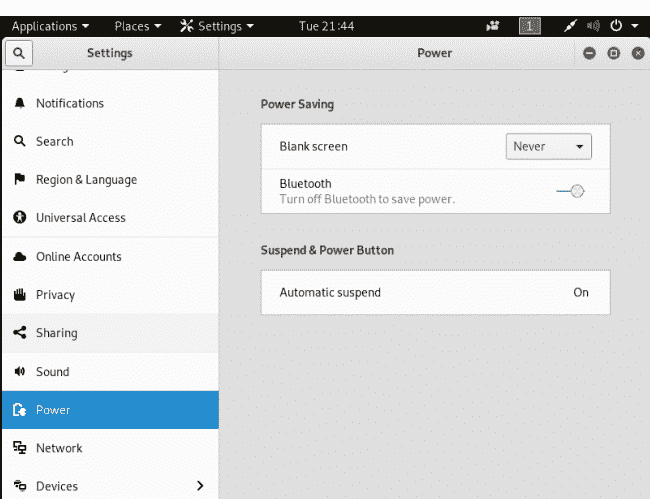 Applications Places Settings Tue 21:44 1
Settings Power
Notifications
Search
Region & Language
Universal Access
Online Accounts
Privacy
Sharing
Sound
Power
Network
Devices
Power Saving
Blank screen Never
Bluetooth
Turn off Bluetooth to save power.
Suspend & Power Button
Automatic suspend On